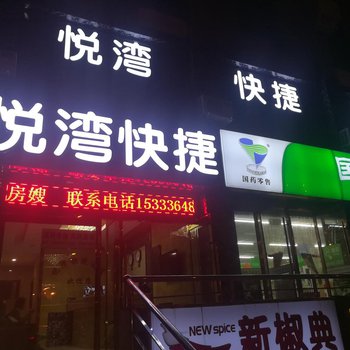 悦湾 快捷
悦湾快捷
房嫂 联系电话15333648
国药零售
国
NEW spice
新椒典